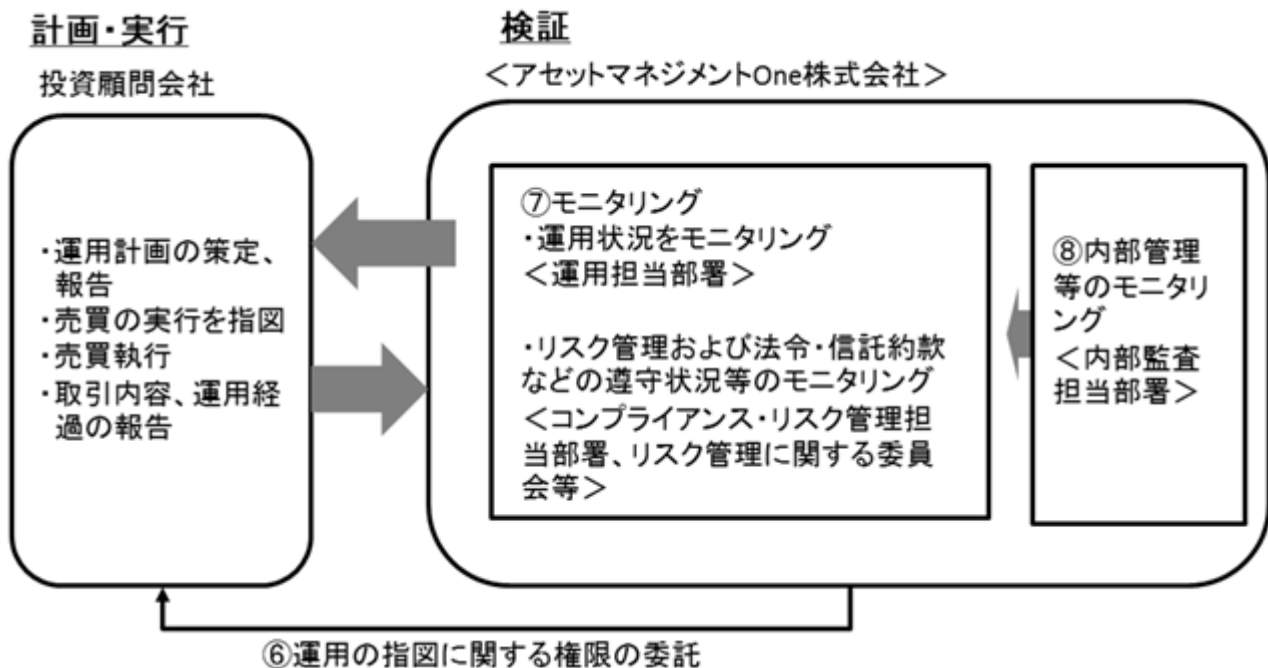 計画・実行
投資顧問会社
・運用計画の策定、
報告
・売買の実行を指図
・売買執行
・取引内容、運用経
過の報告
検証
＜アセットマネジメントOne株式会社＞
⑦モニタリング
・運用状況をモニタリング
＜運用担当部署＞
・リスク管理および法令・信託約款
などの遵守状況等のモニタリング
＜コンプライアンス・リスク管理担
当部署、リスク管理に関する委員
会等＞
⑧内部管理
等のモニタリ
ング
＜内部監査
担当部署＞
⑥運用の指図に関する権限の委託